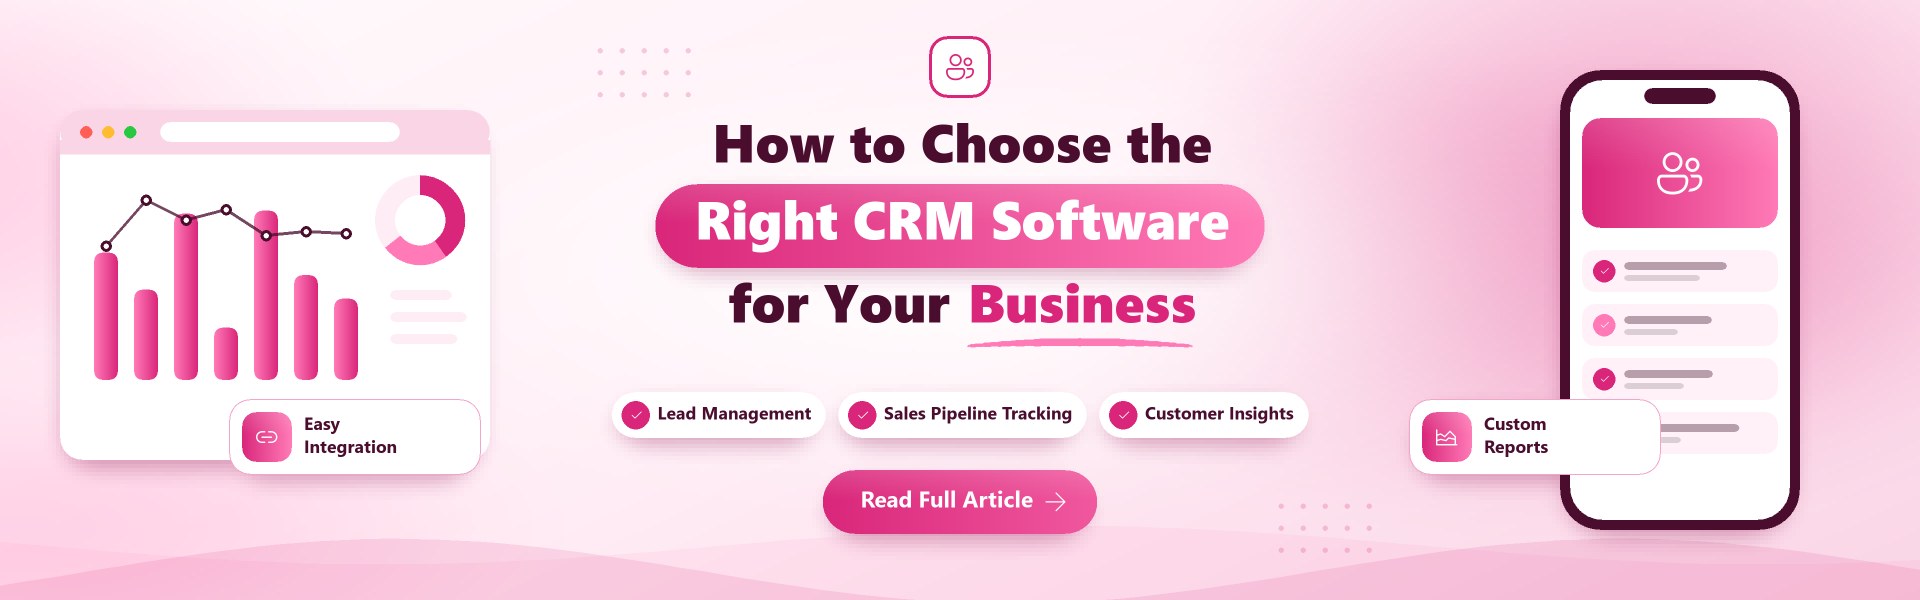 How to Choose the
Right CRM Software
for Your Business
Lead Management
Sales Pipeline Tracking
Customer Insights
Read Full Article
Easy
Integration
Custom
Reports